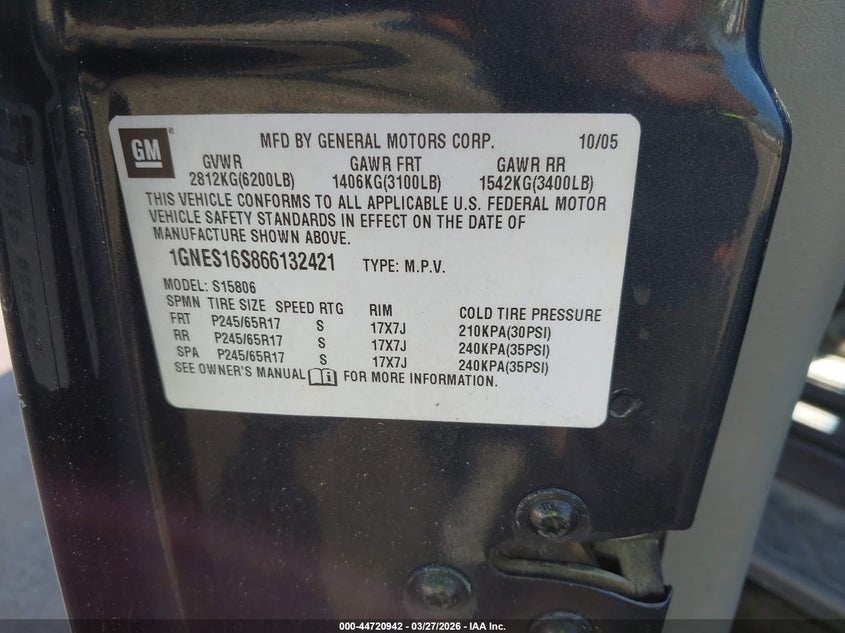 GM
MFD BY GENERAL MOTORS CORP. 10/05
GVWR GAWR FRT GAWR RR
2812KG(6200LB) 1406KG(3100LB) 1542KG(3400LB)
THIS VEHICLE CONFORMS TO ALL APPLICABLE U.S. FEDERAL MOTOR
VEHICLE SAFETY STANDARDS IN EFFECT ON THE DATE OF
MANUFACTURE SHOWN ABOVE.
1GNES16S866132421 TYPE: M.P.V.
MODEL: S15806
SPMN TIRE SIZE SPEED RTG RIM COLD TIRE PRESSURE
FRT P245/65R17 S 17X7J 210KPA(30PSI)
RR P245/65R17 S 17X7J 240KPA(35PSI)
SPA P245/65R17 S 17X7J 240KPA(35PSI)
SEE OWNER'S MANUAL FOR MORE INFORMATION.
000-44720942 - 03/27/2026 - IAA Inc.